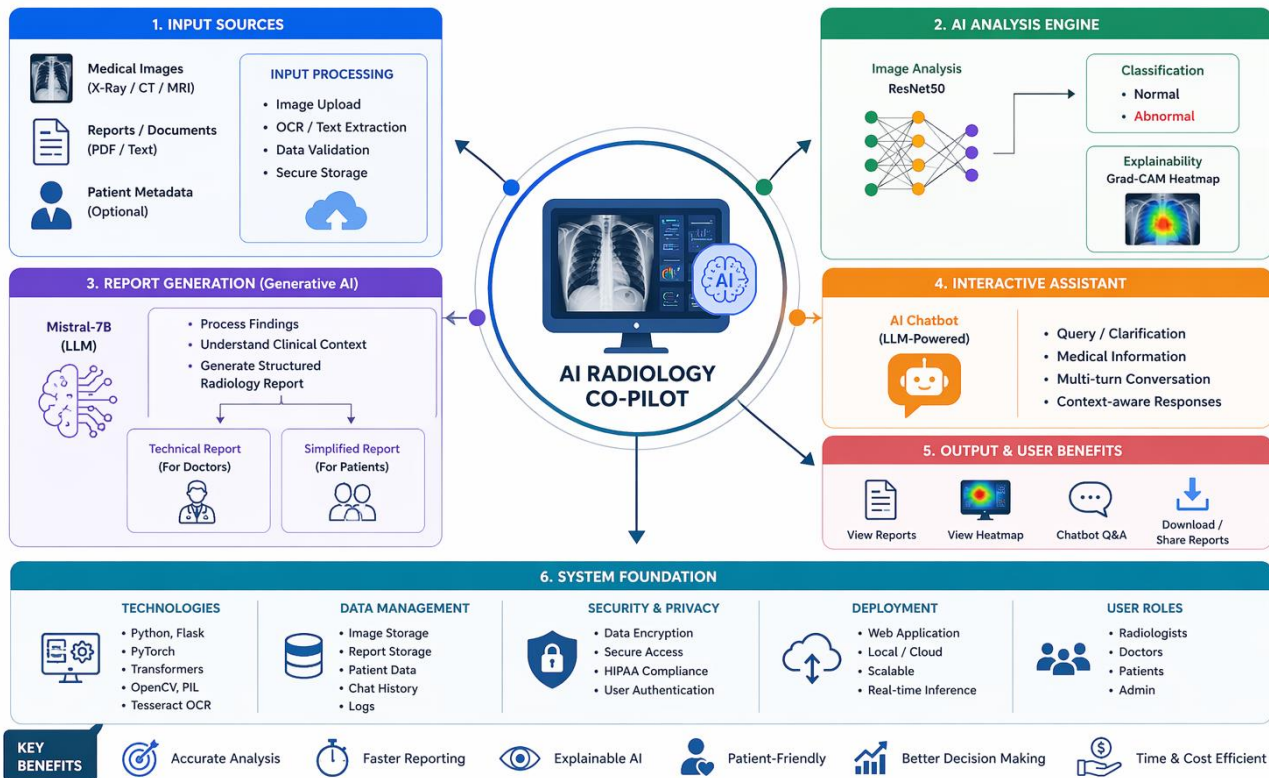 1. INPUT SOURCES
Medical Images
(X-Ray / CT / MRI)
Reports / Documents
(PDF / Text)
Patient Metadata
(Optional)
INPUT PROCESSING
• Image Upload
• OCR / Text Extraction
• Data Validation
• Secure Storage
2. AI ANALYSIS ENGINE
Image Analysis
ResNet50
Classification
• Normal
• Abnormal
Explainability
Grad-CAM Heatmap
AI
AI RADIOLOGY
CO-PILOT
3. REPORT GENERATION (Generative AI)
Mistral-7B
(LLM)
• Process Findings
• Understand Clinical Context
• Generate Structured
Radiology Report
Technical Report
(For Doctors)
Simplified Report
(For Patients)
4. INTERACTIVE ASSISTANT
AI Chatbot
(LLM-Powered)
• Query / Clarification
• Medical Information
• Multi-turn Conversation
• Context-aware Responses
5. OUTPUT & USER BENEFITS
View Reports
View Heatmap
Chatbot Q&A
Download /
Share Reports
6. SYSTEM FOUNDATION
TECHNOLOGIES
• Python, Flask
• PyTorch
• Transformers
• OpenCV, PIL
• Tesseract OCR
DATA MANAGEMENT
• Image Storage
• Report Storage
• Patient Data
• Chat History
• Logs
SECURITY & PRIVACY
• Data Encryption
• Secure Access
• HIPAA Compliance
• User Authentication
DEPLOYMENT
• Web Application
• Local / Cloud
• Scalable
• Real-time Inference
USER ROLES
• Radiologists
• Doctors
• Patients
• Admin
KEY
BENEFITS
Accurate Analysis
Faster Reporting
Explainable AI
Patient-Friendly
Better Decision Making
Time & Cost Efficient